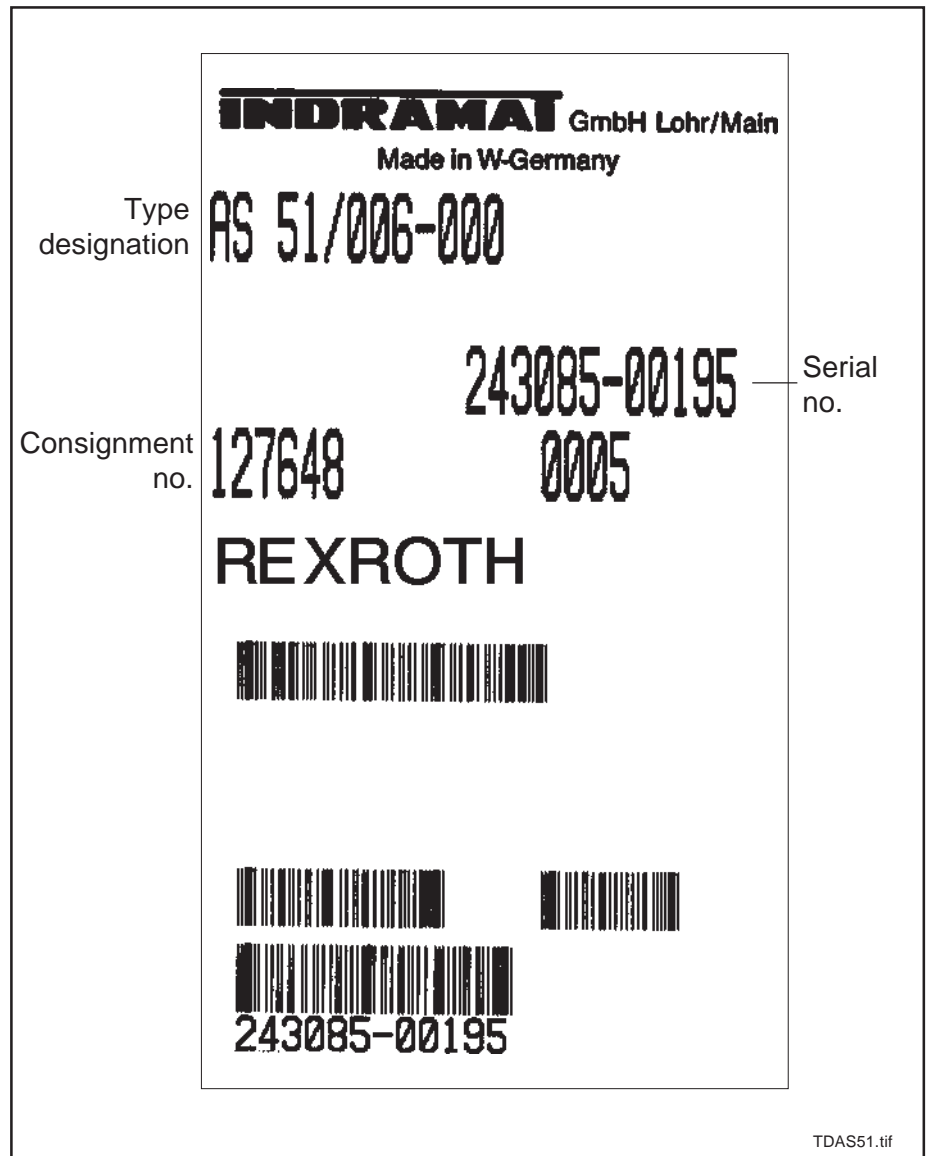 INDRAMAT GmbH Lohr/Main
Made in W-Germany
Type
designation
AS 51/006-000
243085-00195
Serial
no.
Consignment
no.
127648 0005
REXROTH
243085-00195
TDAS51.tif